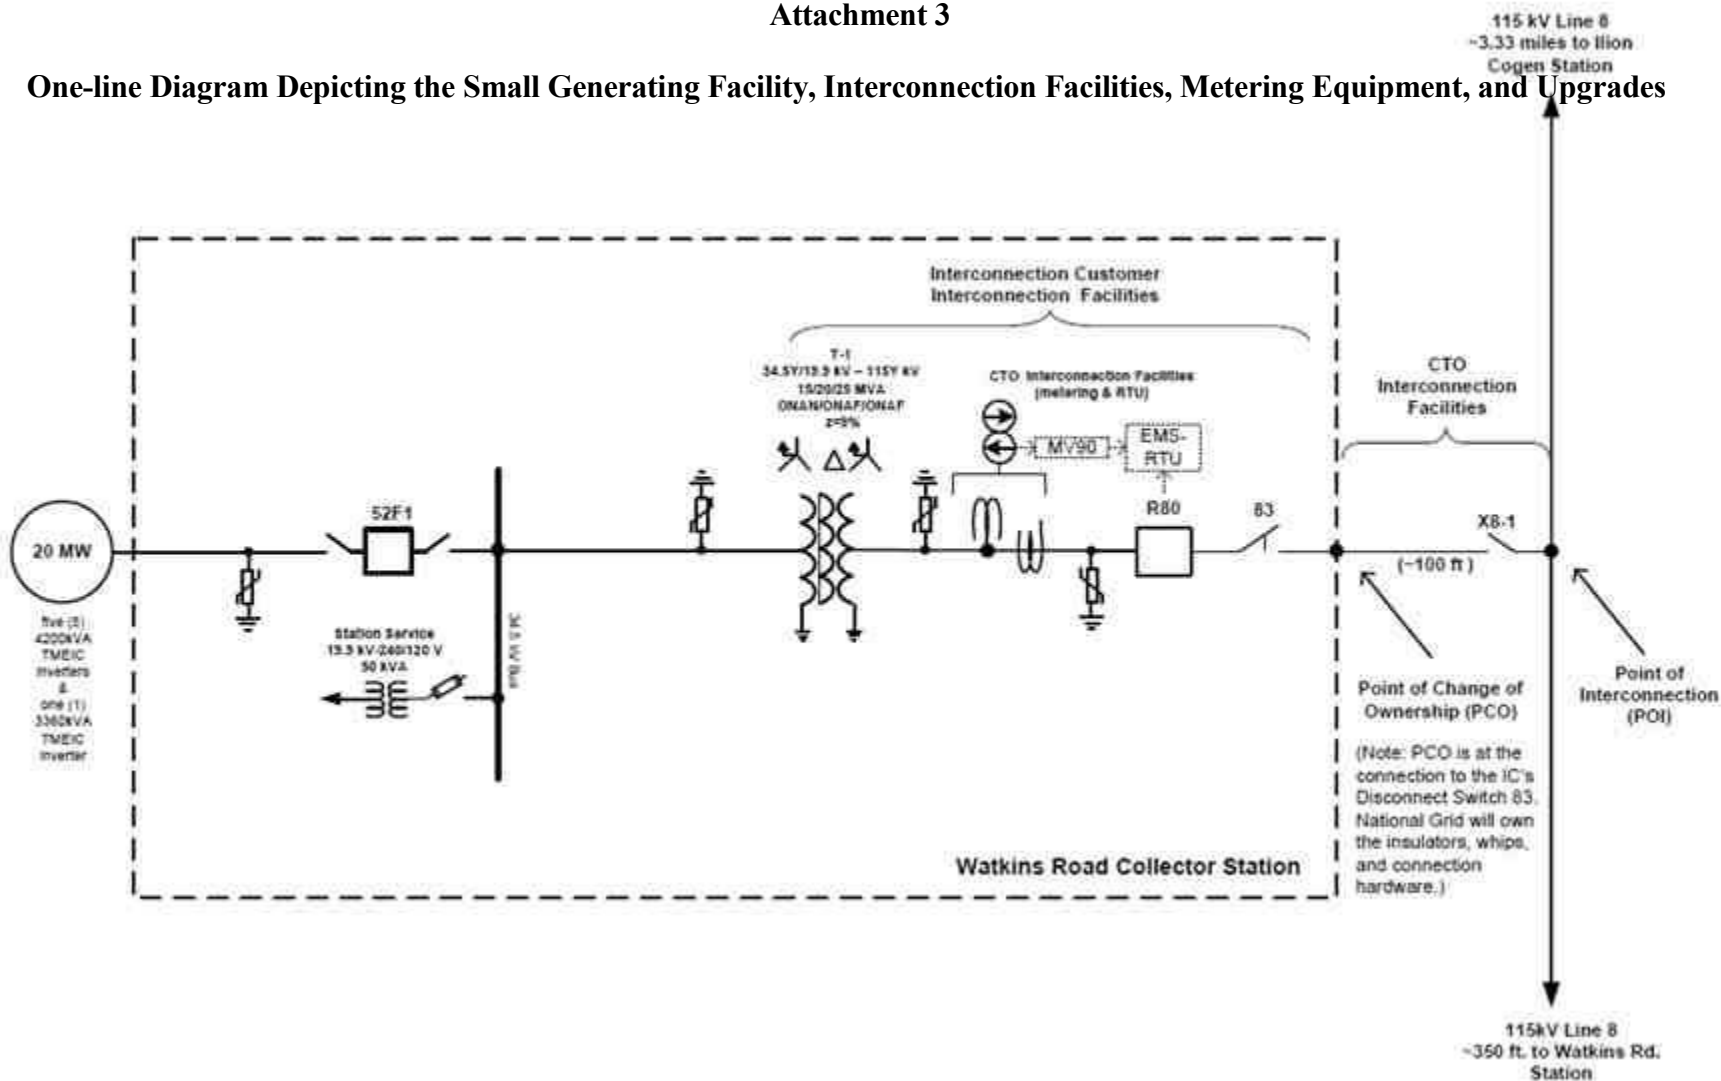 Attachment 3
115 kV Line 8
~3.33 miles to Ilion
Cogen Station
One-line Diagram Depicting the Small Generating Facility, Interconnection Facilities, Metering Equipment, and Upgrades
Interconnection Customer
Interconnection Facilities
T-1
34.5Y/19.9 kV – 115Y kV
15/20/25 MVA
ONAN/ONAF/ONAF
z=9%
CTO Interconnection Facilities
(metering & RTU)
MV90
EMS-
RTU
CTO
Interconnection
Facilities
20 MW
52F1
R80
83
X8-1
(~100 ft )
five (5)
4200kVA
TMEIC
inverters
&
one (1)
3360kVA
TMEIC
inverter
Station Service
19.9 kV-240/120 V
50 kVA
34.5 kV Bus
Point of Change of
Ownership (PCO)
(Note: PCO is at the
connection to the IC's
Disconnect Switch 83.
National Grid will own
the insulators, whips,
and connection
hardware.)
Point of
Interconnection
(POI)
Watkins Road Collector Station
115kV Line 8
~350 ft. to Watkins Rd.
Station